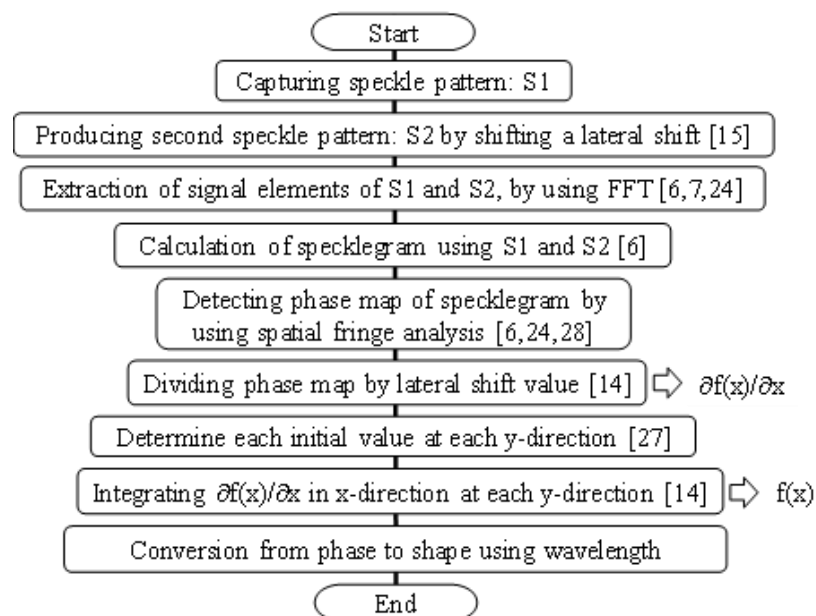 Start
Capturing speckle pattern: S1
Producing second speckle pattern: S2 by shifting a lateral shift [15]
Extraction of signal elements of S1 and S2, by using FFT [6,7,24]
Calculation of specklegram using S1 and S2 [6]
Detecting phase map of specklegram by
using spatial fringe analysis [6,24,28]
Dividing phase map by lateral shift value [14] ∂f(x)/∂x
Determine each initial value at each y-direction [27]
Integrating ∂f(x)/∂x in x-direction at each y-direction [14] f(x)
Conversion from phase to shape using wavelength
End